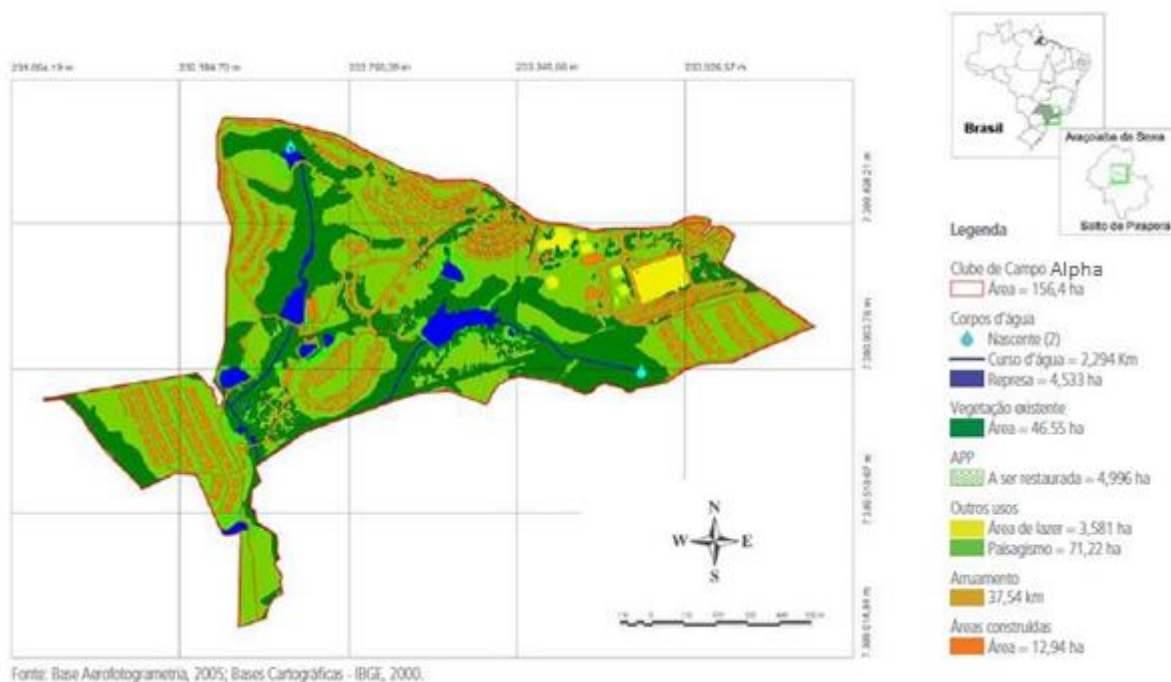 Brasil
Araçoiaba da Serra
Salto de Pirapora
Legenda
Clube de Campo Alpha
Área = 156,4 ha
Corpos d'água
Nascente (2)
Curso d'água = 2,294 Km
Represa = 4,533 ha
Vegetação existente
Área = 46.55 ha
APP
A ser restaurada = 4,996 ha
Outros usos
Área de lazer = 3,581 ha
Paisagismo = 71,22 ha
Arruamento
37,54 km
Áreas construídas
Área = 12,94 ha
N
W E
S
Fonte: Base Aerofotogrametria, 2005; Bases Cartográficas - IBGE, 2000.